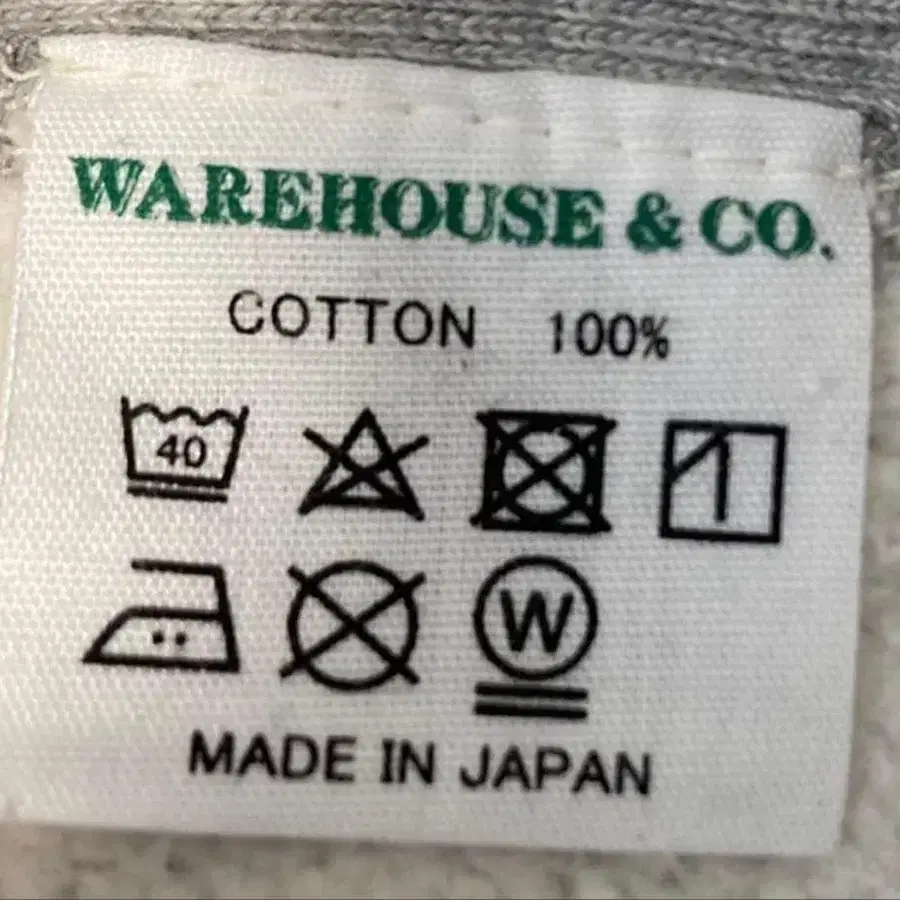 WAREHOUSE & CO.
COTTON 100%
40
W
MADE IN JAPAN